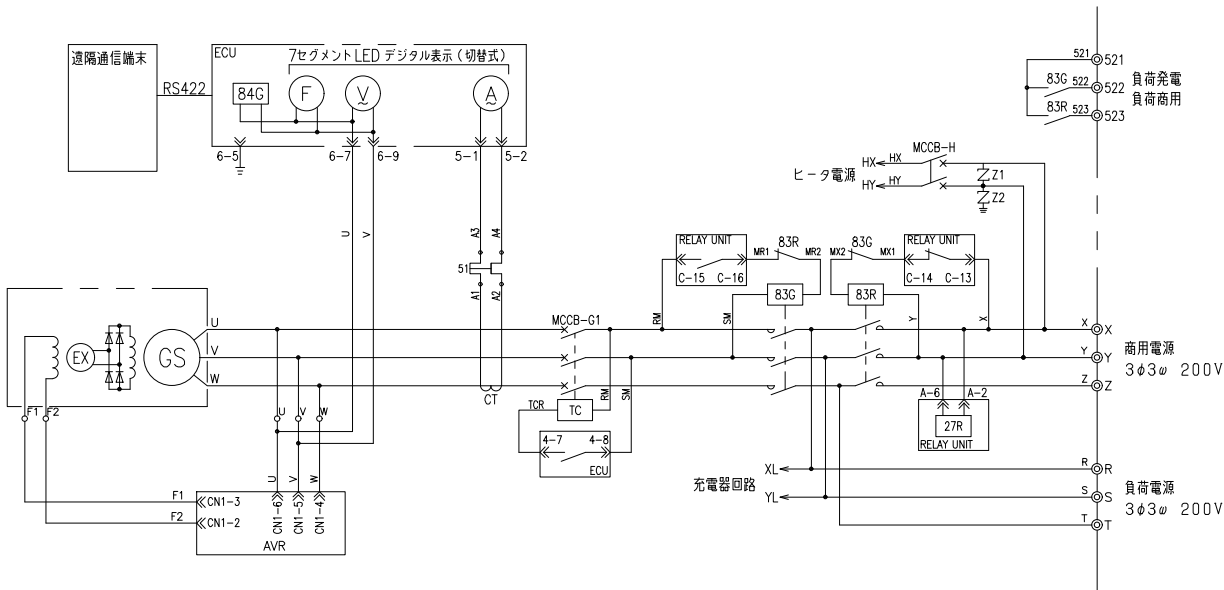 遠隔通信端末
RS422
ECU
7セグメントLED デジタル表示(切替式)
84G
F
V
A
6-5
6-7
6-9
5-1
5-2
521
521
83G
522
522
負荷発電
83R
523
523
負荷商用
MCCB-H
ヒータ電源
HX
HX
HY
HY
Z1
Z2
U
V
A3
A4
51
A1
A2
RELAY UNIT
C-15
C-16
MR1
83R
MR2
MX2
83G
MX1
RELAY UNIT
C-14
C-13
83G
83R
RM
SM
Y
X
EX
GS
U
V
W
MCCB-G1
X
X
Y
Y
Z
Z
商用電源
3φ3w 200V
CT
TCR
TC
RM
SM
4-7
4-8
ECU
A-6
A-2
27R
RELAY UNIT
F1
F2
U
V
W
XL
YL
充電器回路
R
R
S
S
T
T
負荷電源
3φ3w 200V
U
V
W
F1
CN1-3
F2
CN1-2
CN1-6
CN1-5
CN1-4
AVR